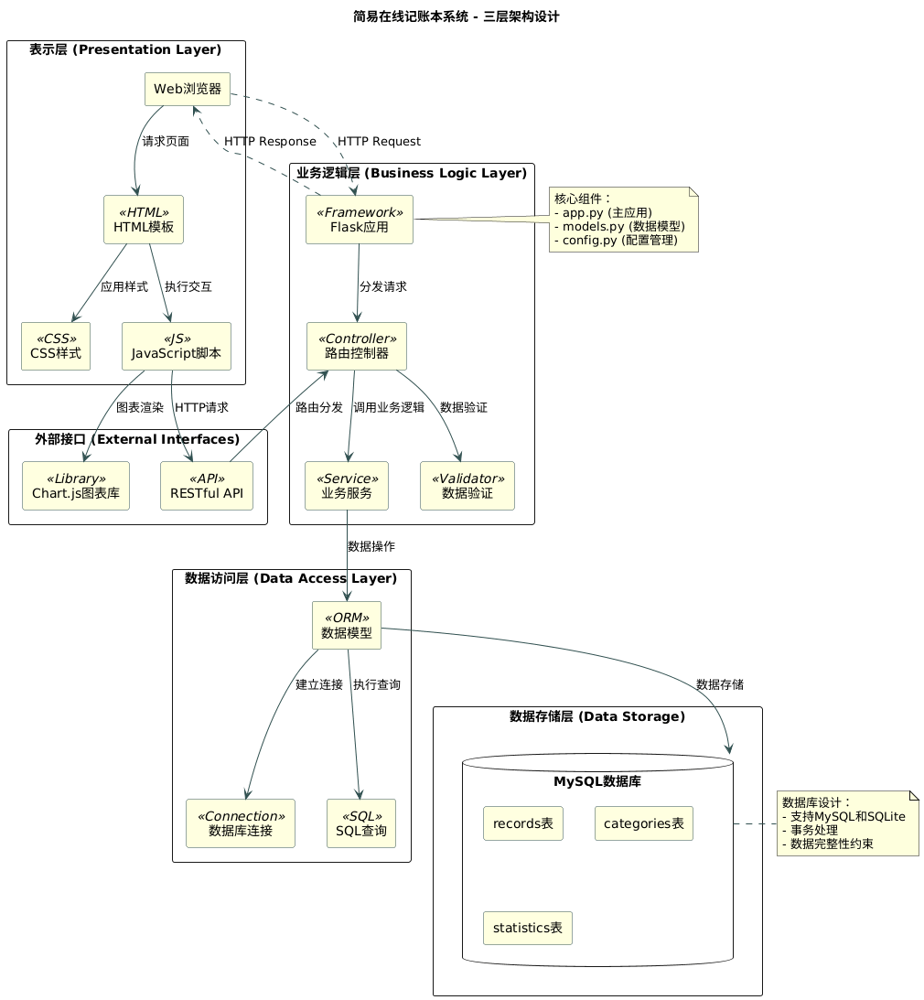 简易在线记账本系统 - 三层架构设计
表示层 (Presentation Layer)
Web浏览器
HTTP Response
HTTP Request
请求页面
«HTML»
HTML模板
应用样式
执行交互
«CSS»
CSS样式
«JS»
JavaScript脚本
业务逻辑层 (Business Logic Layer)
«Framework»
Flask应用
核心组件：
- app.py (主应用)
- models.py (数据模型)
- config.py (配置管理)
分发请求
«Controller»
路由控制器
图表渲染
HTTP请求
路由分发
调用业务逻辑
数据验证
外部接口 (External Interfaces)
«Library»
Chart.js图表库
«API»
RESTful API
«Service»
业务服务
«Validator»
数据验证
数据操作
数据访问层 (Data Access Layer)
«ORM»
数据模型
建立连接
执行查询
数据存储
«Connection»
数据库连接
«SQL»
SQL查询
数据存储层 (Data Storage)
MySQL数据库
records表
categories表
statistics表
数据库设计：
- 支持MySQL和SQLite
- 事务处理
- 数据完整性约束